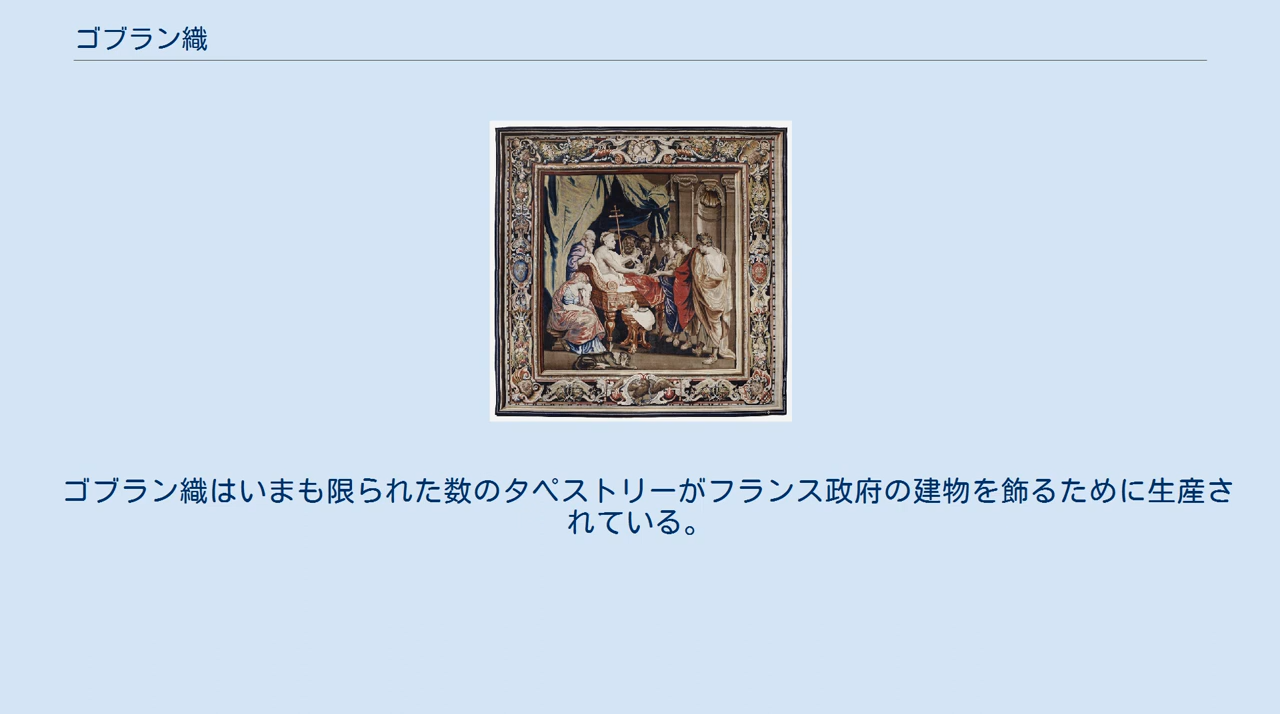 ゴブラン織
ゴブラン織はいまも限られた数のタペストリーがフランス政府の建物を飾るために生産さ
れている。